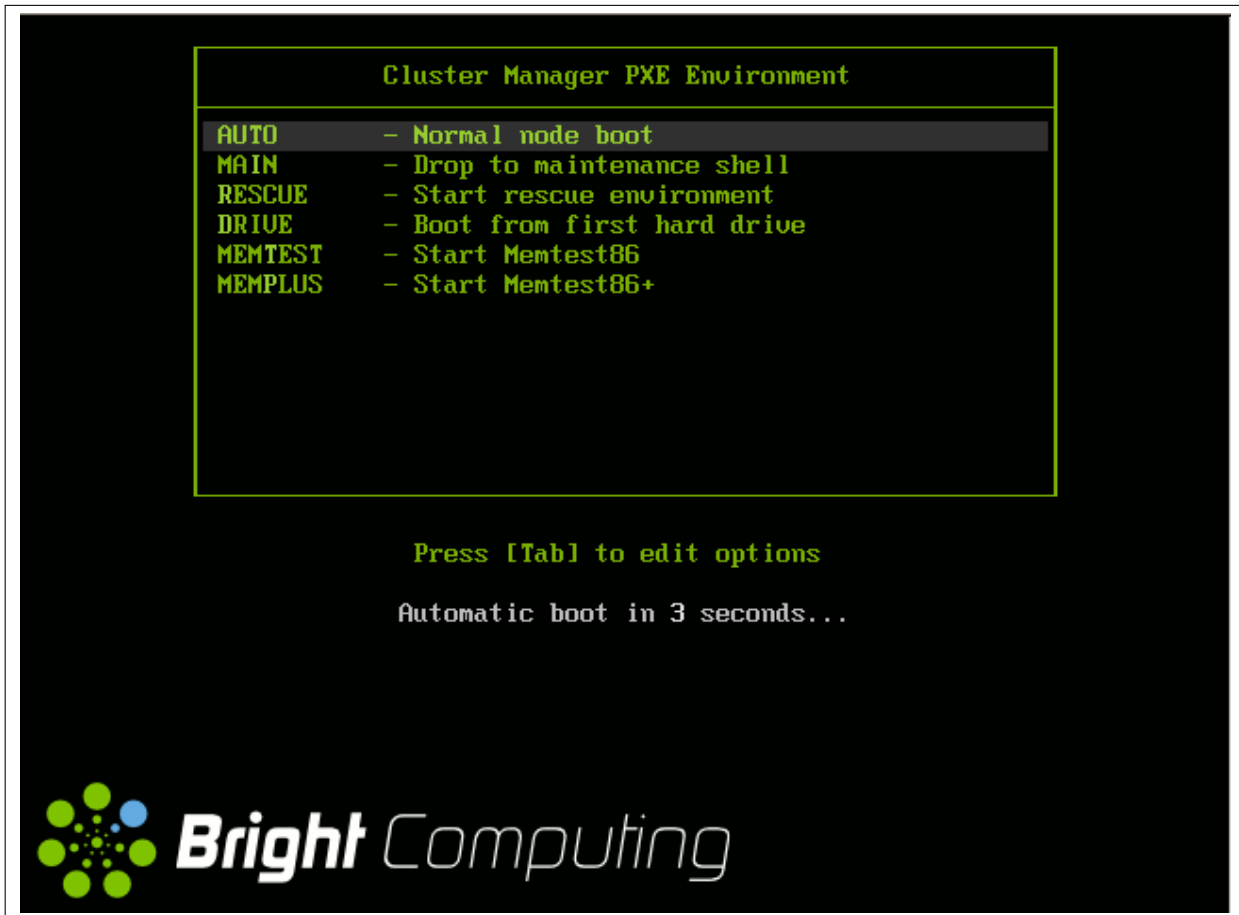 Cluster Manager PXE Environment
AUTO - Normal node boot
MAIN - Drop to maintenance shell
RESCUE - Start rescue environment
DRIVE - Boot from first hard drive
MEMTEST - Start Memtest86
MEMPLUS - Start Memtest86+
Press [Tab] to edit options
Automatic boot in 3 seconds...
Bright Computing